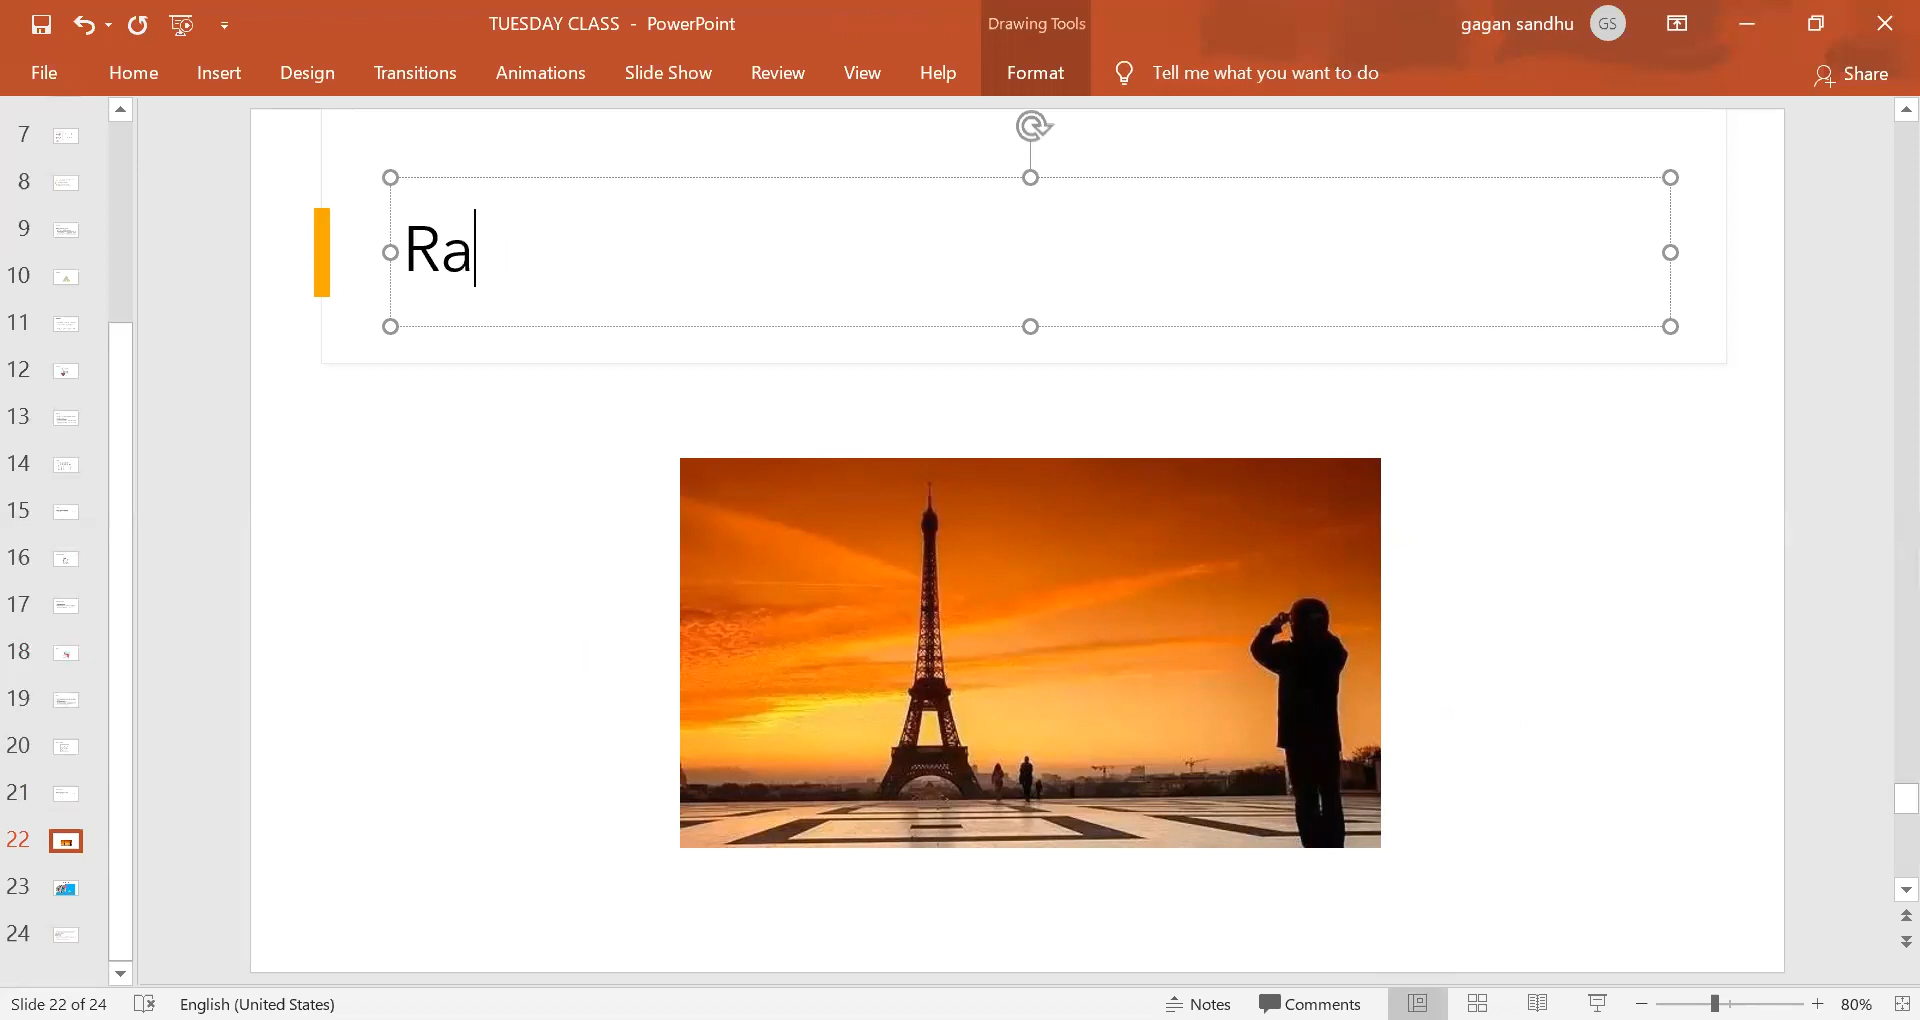 TUESDAY CLASS - PowerPoint
Drawing Tools
gagan sandhu
GS
File
Home
Insert
Design
Transitions
Animations
Slide Show
Review
View
Help
Format
Tell me what you want to do
Share
7
8
9
10
11
12
13
14
15
16
17
18
19
20
21
22
23
24
Ra
Slide 22 of 24
English (United States)
Notes
Comments
80%